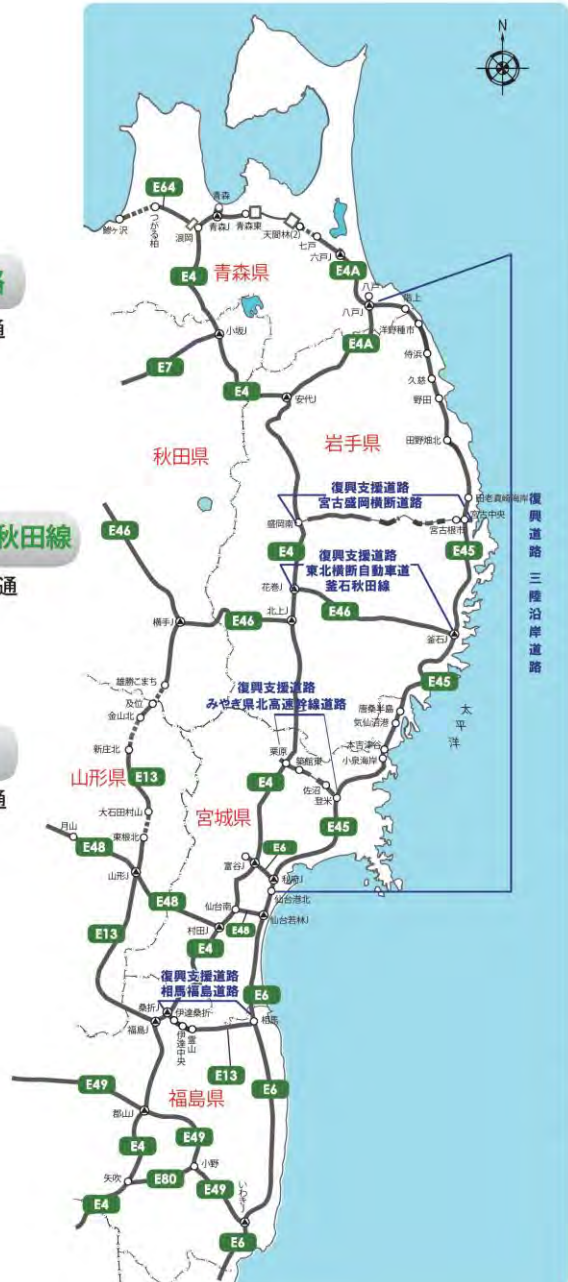 路
通
秋田線
通
通
E64
つがる柏
鰺ヶ沢
浪岡
青森
青森J
青森東
天間林(2)
七戸
六戸J
E4A
E4
青森県
八戸
八戸J
階上
洋野種市
侍浜
久慈
野田
田野畑北
小坂J
E7
E4
E4A
安代J
秋田県
岩手県
復興支援道路
宮古盛岡横断道路
盛岡南
田老真崎海岸
宮古中央
宮古根市
E45
E46
E4
復興支援道路
東北横断自動車道
釜石秋田線
花巻J
E46
北上J
E46
横手J
釜石J
E45
復興道路 三陸沿岸道路
太平洋
雄勝こまち
及位
金山北
新庄北
復興支援道路
みやぎ県北高速幹線道路
唐桑半島
気仙沼港
本吉津谷
小泉海岸
栗原
築館東
佐沼
登米
山形県
E13
宮城県
E4
E45
大石田村山
東根北
月山
E48
山形J
E6
富谷J
利府J
仙台港北
E48
仙台南
仙台若林J
E48
村田J
E13
E4
復興支援道路
相馬福島道路
E6
桑折J
伊達桑折
伊達中央
霊山
相馬
福島J
E13
E49
福島県
E6
郡山J
E4
E49
小野
矢吹
E80
E49
いわきJ
E4
E6